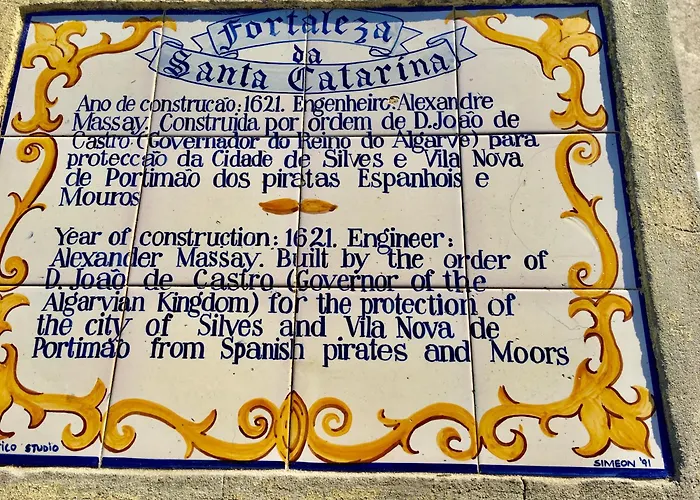 Fortaleza
da
Santa Catarina
Ano de construcao: 1621. Engenheiro: Alexandre
Massay. Construida por ordem de D. João de
Castro (Governador do Reino do Algarve) para
protecção da Cidade de Silves e Vila Nova
de Portimão dos piratas Espanhois e
Mouros
Year of construction: 1621. Engineer:
Alexander Massay. Built by the order of
D. João de Castro (Governor of the
Algarvian Kingdom) for the protection of
the city of Silves and Vila Nova de
Portimão from Spanish pirates and Moors
STUDIO
SIMEON '91